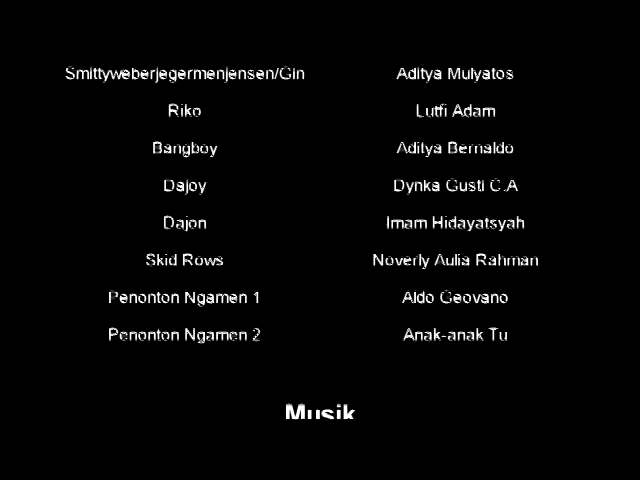 Smittyweberjegermenjensen/Gin Aditya Mulyatos
Riko Lutfi Adam
Bangboy Aditya Bernaldo
Dajoy Dynka Gusti C.A
Dajon Imam Hidayatsyah
Skid Rows Noverly Aulia Rahman
Penonton Ngamen 1 Aldo Geovano
Penonton Ngamen 2 Anak-anak Tu
Musik